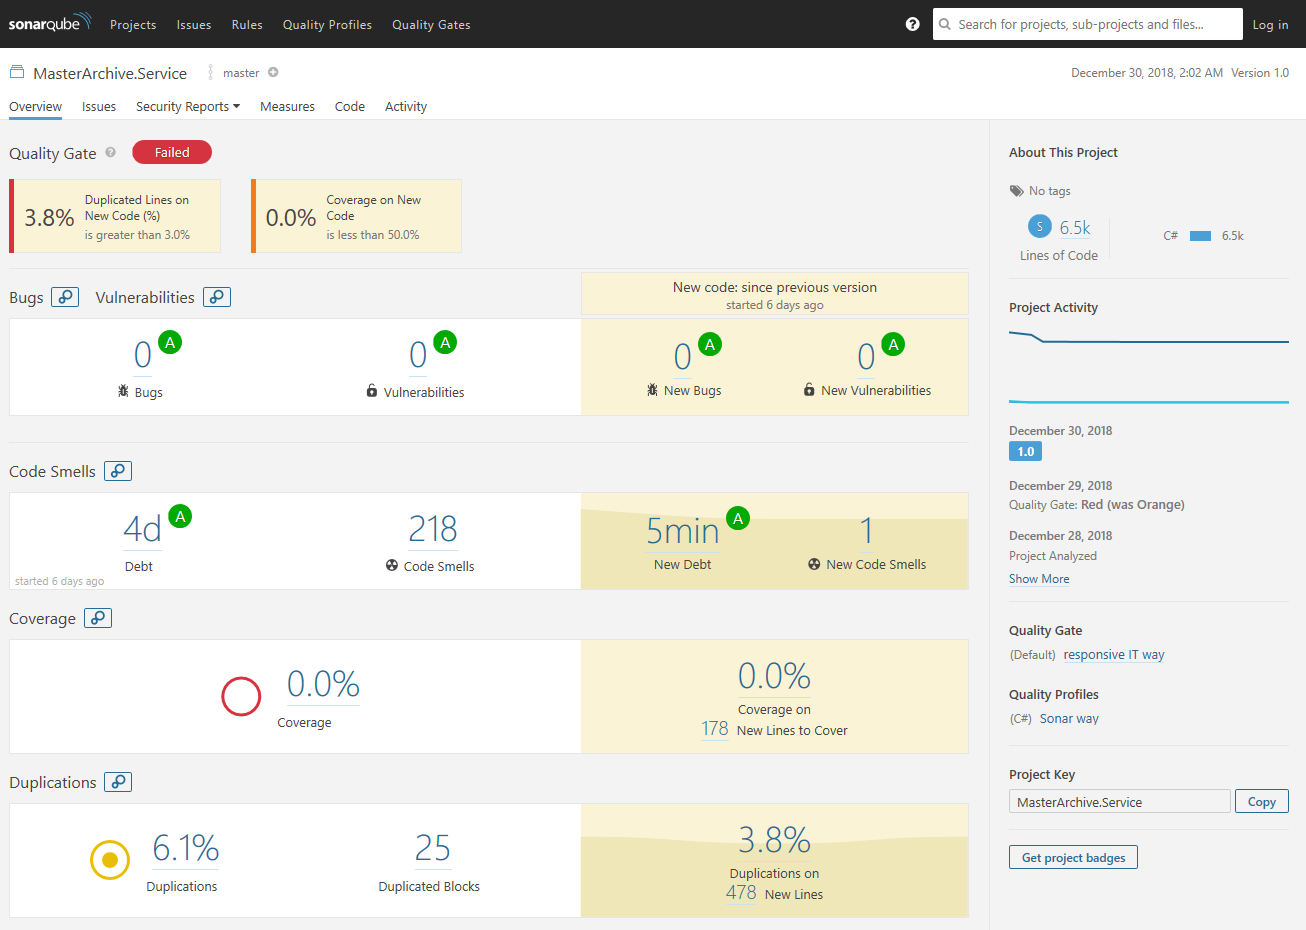 sonarqube Projects Issues Rules Quality Profiles Quality Gates ? Search for projects, sub-projects and files... Log in
MasterArchive.Service master December 30, 2018, 2:02 AM Version 1.0
Overview Issues Security Reports Measures Code Activity
Quality Gate ? Failed
3.8% Duplicated Lines on
New Code (%)
is greater than 3.0%
0.0% Coverage on New
Code
is less than 50.0%
Bugs Vulnerabilities
New code: since previous version
started 6 days ago
0 A
Bugs
0 A
Vulnerabilities
0 A
New Bugs
0 A
New Vulnerabilities
Code Smells
4d A
Debt
started 6 days ago
218
Code Smells
5min A
New Debt
1
New Code Smells
Coverage
0.0%
Coverage
0.0%
Coverage on
178 New Lines to Cover
Duplications
6.1%
Duplications
25
Duplicated Blocks
3.8%
Duplications on
478 New Lines
About This Project
No tags
S 6.5k
Lines of Code
C# 6.5k
Project Activity
December 30, 2018
1.0
December 29, 2018
Quality Gate: Red (was Orange)
December 28, 2018
Project Analyzed
Show More
Quality Gate
(Default) responsive IT way
Quality Profiles
(C#) Sonar way
Project Key
MasterArchive.Service Copy
Get project badges